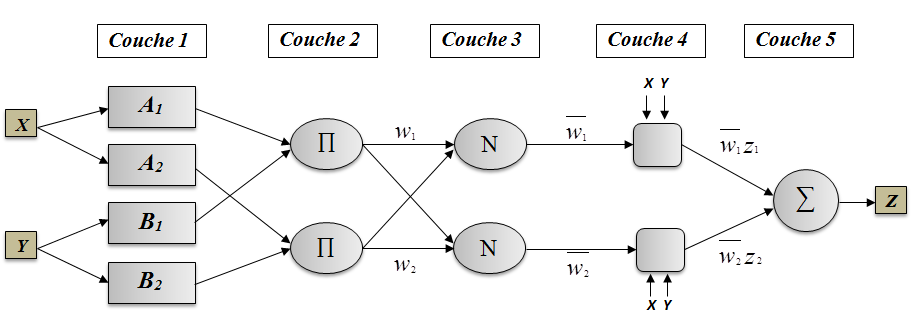 Couche 1 Couche 2 Couche 3 Couche 4 Couche 5
X Y
A₁
w₁ w̅₁ w̅₁z₁
X ∏ N
A₂
∑ Z
B₁
Y ∏ N
w₂ w̅₂ w̅₂z₂
B₂
X Y